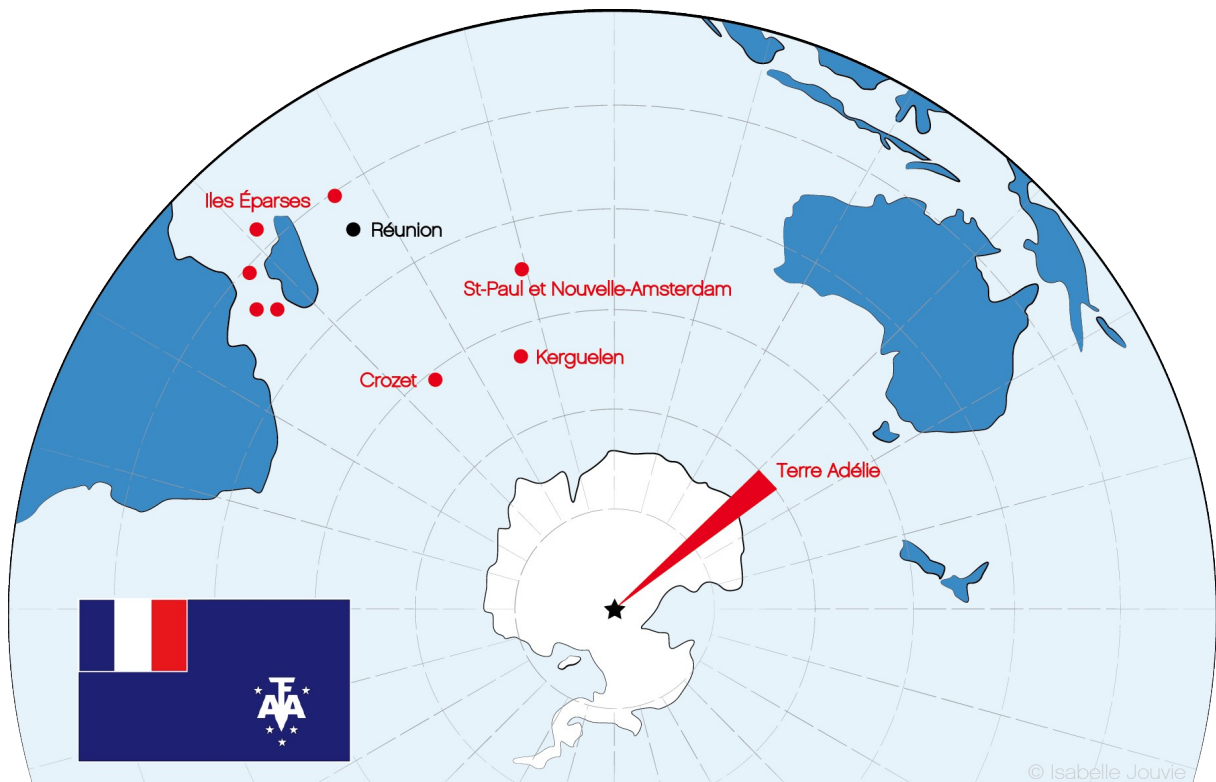 Iles Éparses
Réunion
St-Paul et Nouvelle-Amsterdam
Kerguelen
Crozet
Terre Adélie
TAAF
© Isabelle Jouvie